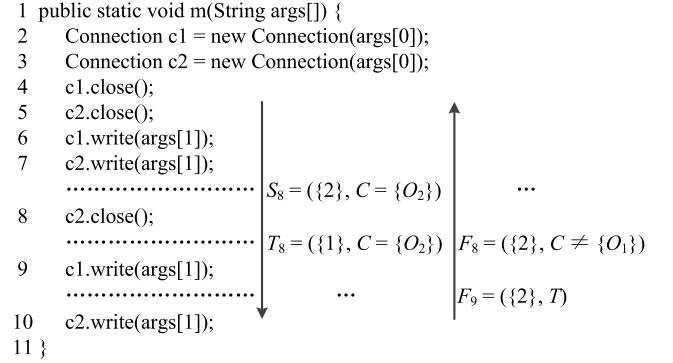 1 public static void m(String args[]) {
2 Connection c1 = new Connection(args[0]);
3 Connection c2 = new Connection(args[0]);
4 c1.close();
5 c2.close();
6 c1.write(args[1]);
7 c2.write(args[1]);
S₈ = ({2}, C = {O₂}) ...
8 c2.close();
T₈ = ({1}, C = {O₂}) F₈ = ({2}, C ≠ {O₁})
9 c1.write(args[1]);
... F₉ = ({2}, T)
10 c2.write(args[1]);
11 }